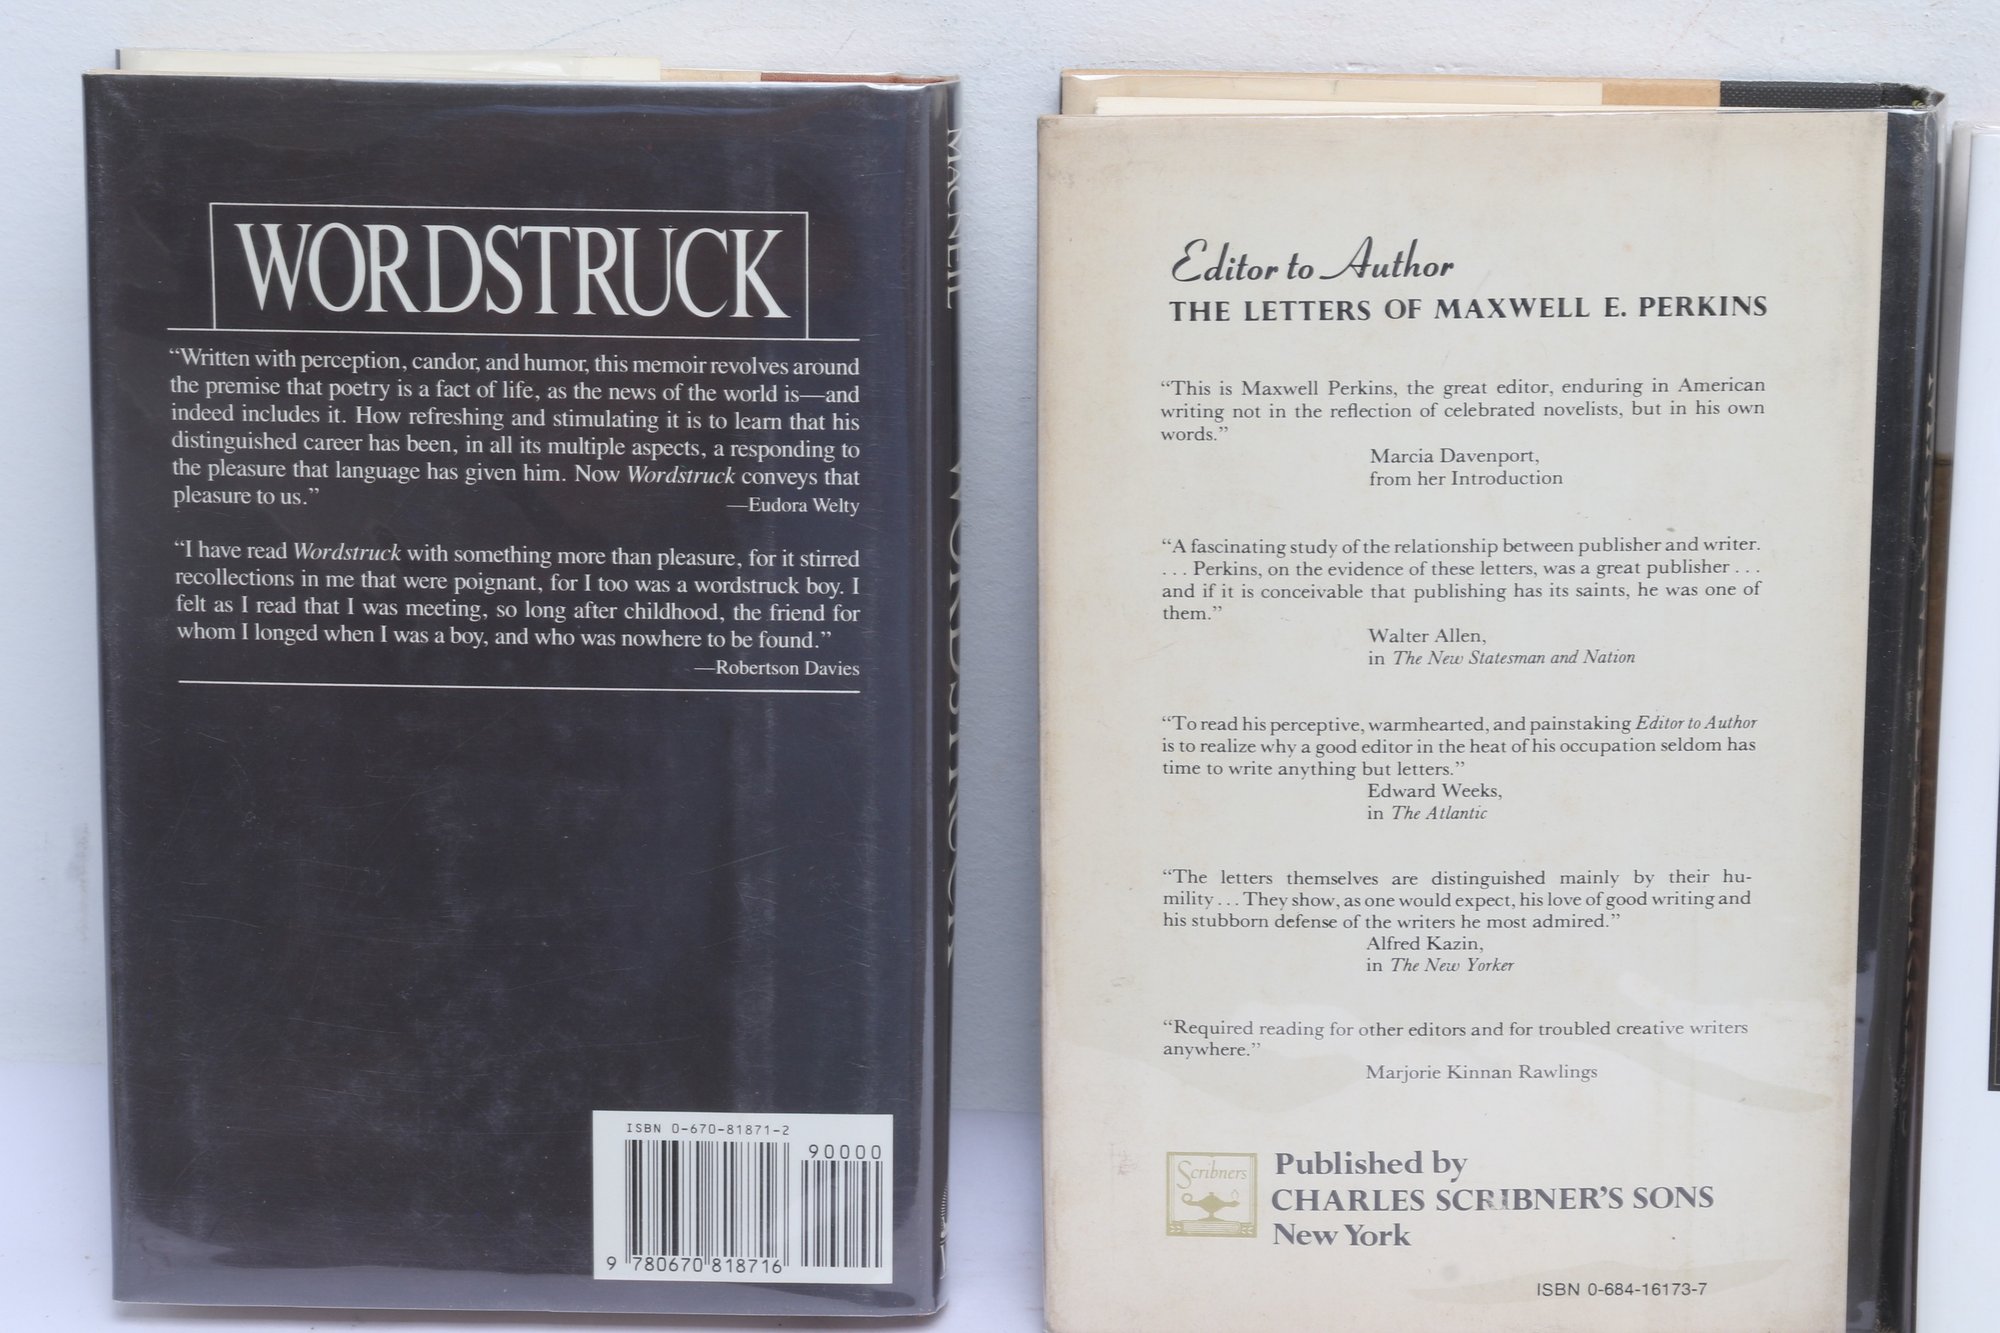 WORDSTRUCK
“Written with perception, candor, and humor, this memoir revolves around
the premise that poetry is a fact of life, as the news of the world is—and
indeed includes it. How refreshing and stimulating it is to learn that his
distinguished career has been, in all its multiple aspects, a responding to
the pleasure that language has given him. Now Wordstruck conveys that
pleasure to us.”
—Eudora Welty
“I have read Wordstruck with something more than pleasure, for it stirred
recollections in me that were poignant, for I too was a wordstruck boy. I
felt as I read that I was meeting, so long after childhood, the friend for
whom I longed when I was a boy, and who was nowhere to be found.”
—Robertson Davies
ISBN 0-670-81871-2
90000
9 780670 818716
MACNEIL
WORDSTRUCK
Editor to Author
THE LETTERS OF MAXWELL E. PERKINS
“This is Maxwell Perkins, the great editor, enduring in American
writing not in the reflection of celebrated novelists, but in his own
words.”
Marcia Davenport,
from her Introduction
“A fascinating study of the relationship between publisher and writer.
. . . Perkins, on the evidence of these letters, was a great publisher . . .
and if it is conceivable that publishing has its saints, he was one of
them.”
Walter Allen,
in The New Statesman and Nation
“To read his perceptive, warmhearted, and painstaking Editor to Author
is to realize why a good editor in the heat of his occupation seldom has
time to write anything but letters.”
Edward Weeks,
in The Atlantic
“The letters themselves are distinguished mainly by their hu-
mility . . . They show, as one would expect, his love of good writing and
his stubborn defense of the writers he most admired.”
Alfred Kazin,
in The New Yorker
“Required reading for other editors and for troubled creative writers
anywhere.”
Marjorie Kinnan Rawlings
Scribners
Published by
CHARLES SCRIBNER’S SONS
New York
ISBN 0-684-16173-7